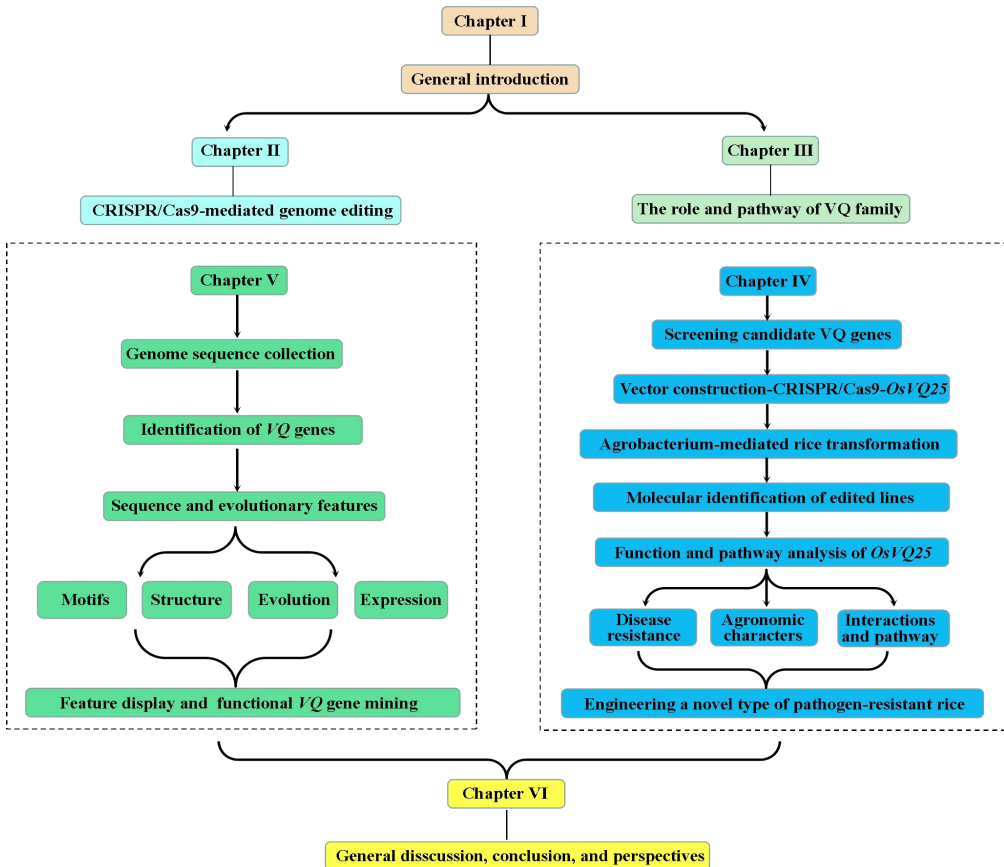 Chapter I
General introduction
Chapter II
CRISPR/Cas9-mediated genome editing
Chapter III
The role and pathway of VQ family
Chapter V
Genome sequence collection
Identification of VQ genes
Sequence and evolutionary features
Motifs
Structure
Evolution
Expression
Feature display and functional VQ gene mining
Chapter IV
Screening candidate VQ genes
Vector construction-CRISPR/Cas9-OsVQ25
Agrobacterium-mediated rice transformation
Molecular identification of edited lines
Function and pathway analysis of OsVQ25
Disease
resistance
Agronomic
characters
Interactions
and pathway
Engineering a novel type of pathogen-resistant rice
Chapter VI
General disscussion, conclusion, and perspectives